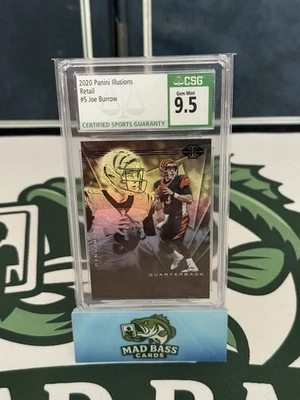 2020 Panini Illusions
Retail
#5 Joe Burrow
CSG
Gem Mint
9.5
CERTIFIED SPORTS GUARANTY
QUARTERBACK
MAD BASS
CARDS